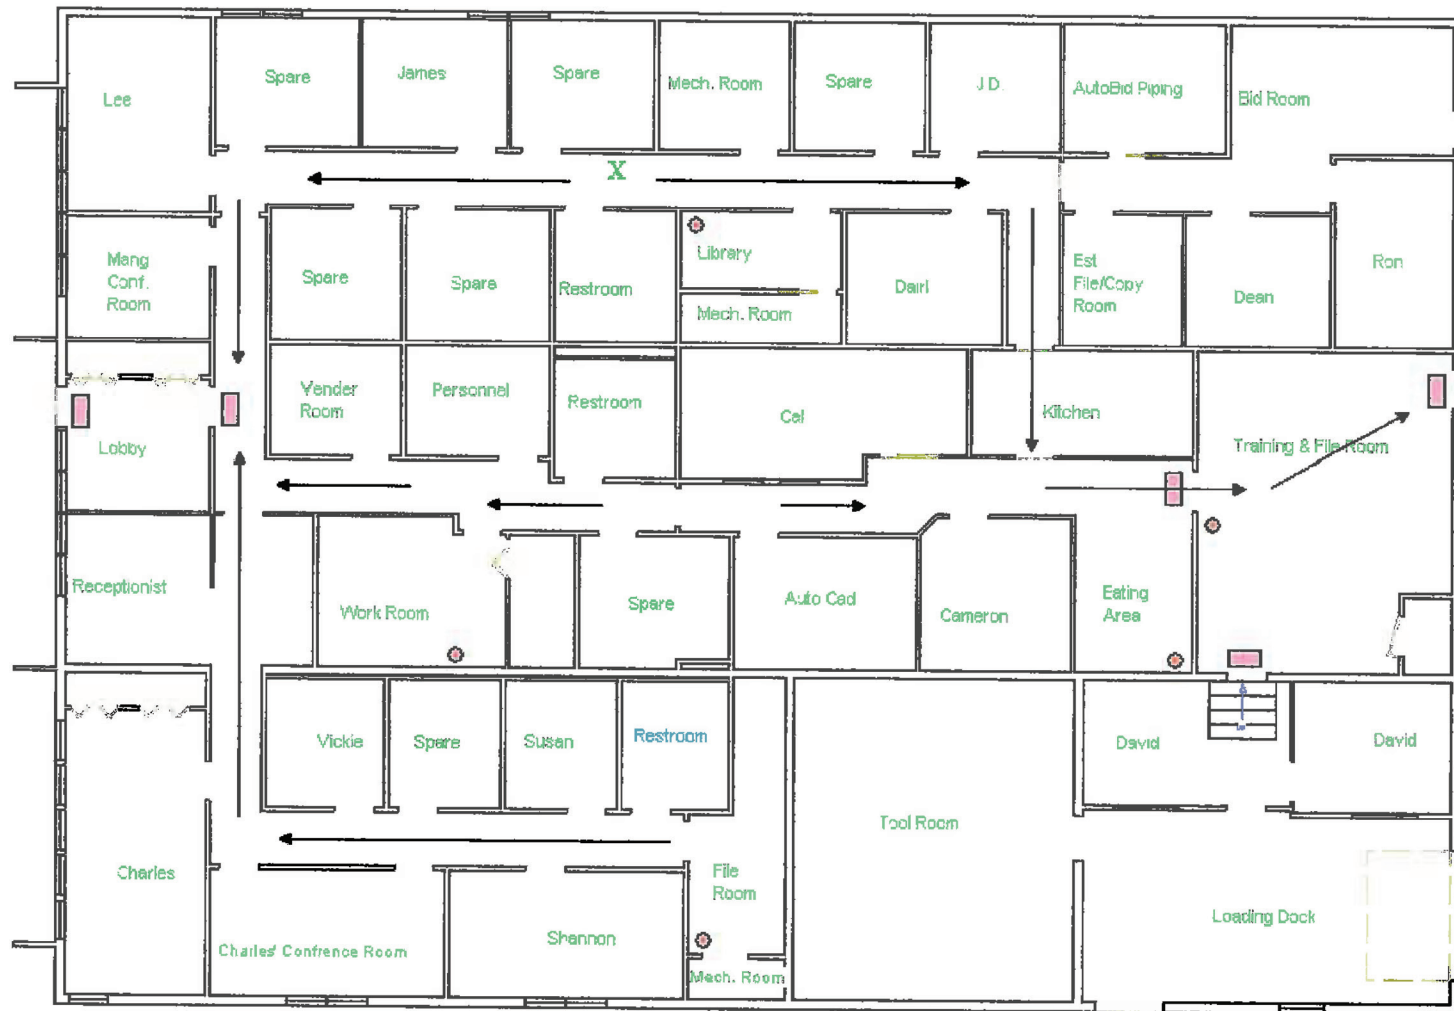 Lee
Spare
James
Spare
Mech. Room
Spare
J.D.
AutoBid Piping
Bid Room
X
Mang
Conf.
Room
Spare
Spare
Restroom
Library
Mech. Room
Dairl
Est
File/Copy
Room
Dean
Ron
Lobby
Vender
Room
Personnel
Restroom
Cal
Kitchen
Training & File Room
Receptionist
Work Room
Spare
Auto Cad
Cameron
Eating
Area
Vickie
Spare
Susan
Restroom
David
David
Charles
Tool Room
File
Room
Charles' Confrence Room
Shannon
Mech. Room
Loading Dock